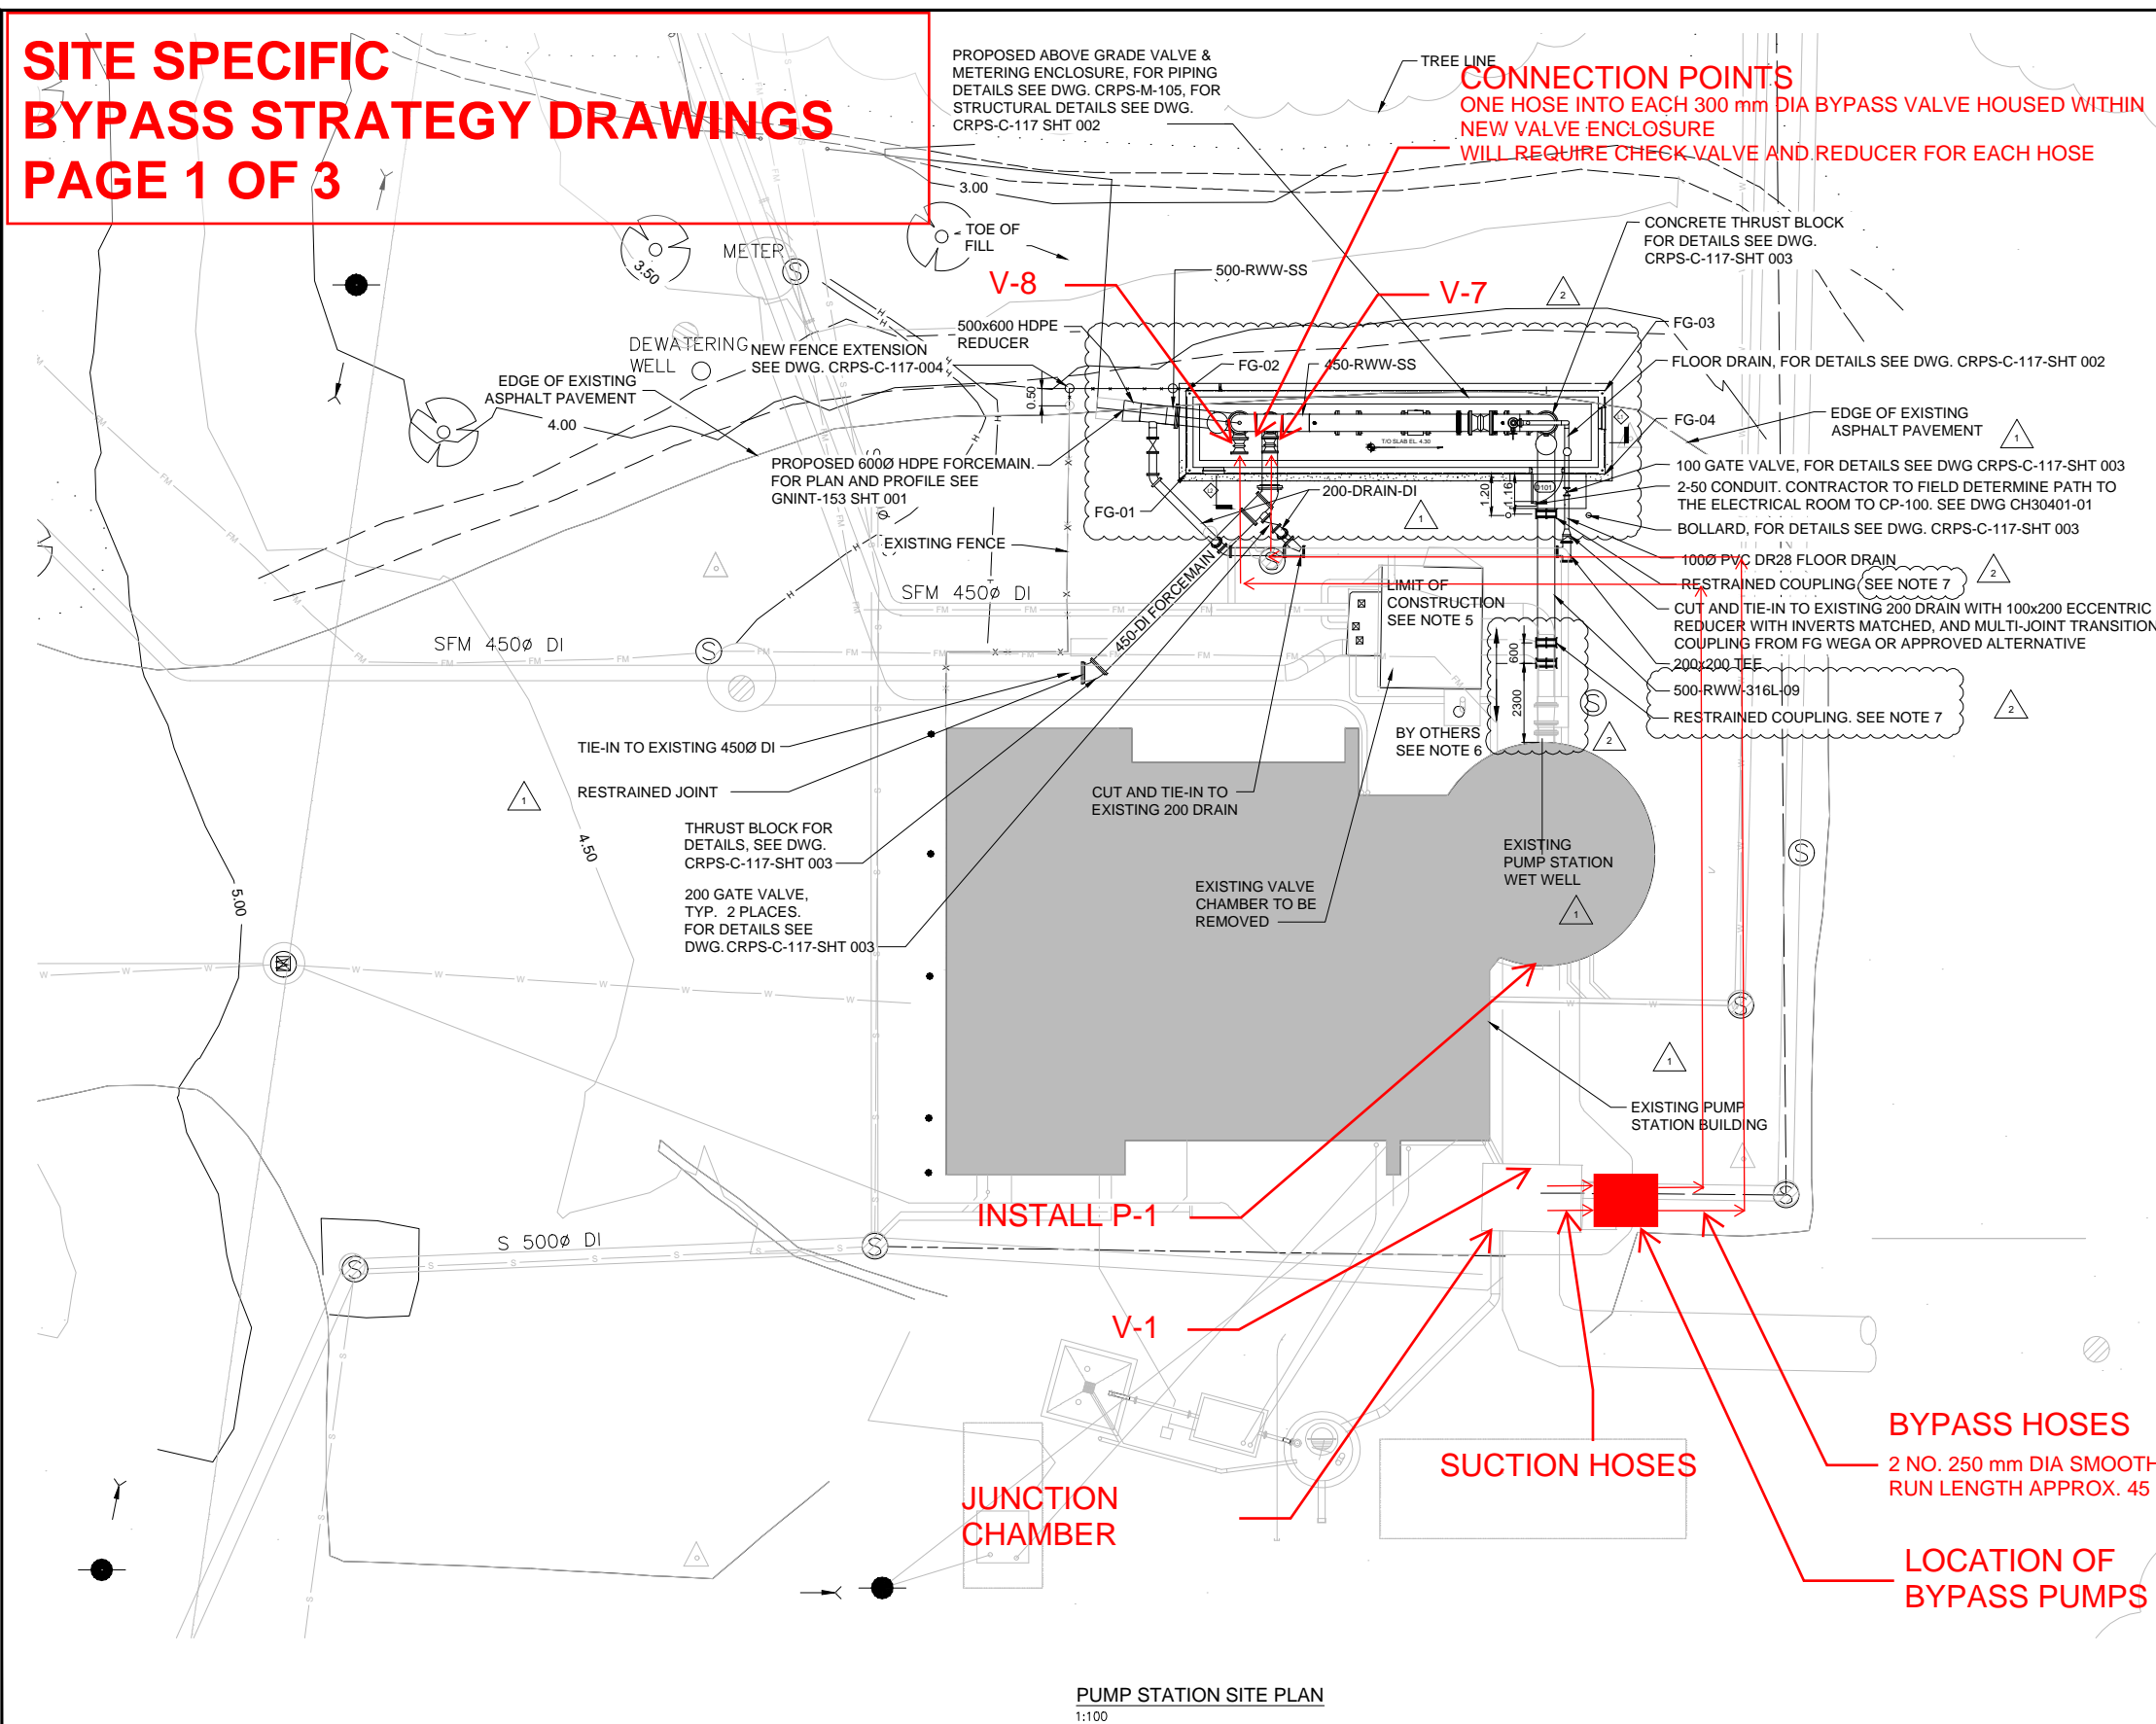 SITE SPECIFIC
BYPASS STRATEGY DRAWINGS
PAGE 1 OF 3
PROPOSED ABOVE GRADE VALVE &
METERING ENCLOSURE, FOR PIPING
DETAILS SEE DWG. CRPS-M-105, FOR
STRUCTURAL DETAILS SEE DWG.
CRPS-C-117 SHT 002
TREE LINE
CONNECTION POINTS
ONE HOSE INTO EACH 300 mm DIA BYPASS VALVE HOUSED WITHIN
NEW VALVE ENCLOSURE
WILL REQUIRE CHECK VALVE AND REDUCER FOR EACH HOSE
3.00
TOE OF
FILL
METER
S
3.50
CONCRETE THRUST BLOCK
FOR DETAILS SEE DWG.
CRPS-C-117-SHT 003
500-RWW-SS
V-8
V-7
2
500x600 HDPE
REDUCER
FG-03
DEWATERING
WELL
NEW FENCE EXTENSION
SEE DWG. CRPS-C-117-004
FG-02
450-RWW-SS
FLOOR DRAIN, FOR DETAILS SEE DWG. CRPS-C-117-SHT 002
EDGE OF EXISTING
ASPHALT PAVEMENT
4.00
0.50
FG-04
EDGE OF EXISTING
ASPHALT PAVEMENT
1
T/O SLAB EL. 4.30
PROPOSED 600Ø HDPE FORCEMAIN.
FOR PLAN AND PROFILE SEE
GNINT-153 SHT 001
100 GATE VALVE, FOR DETAILS SEE DWG CRPS-C-117-SHT 003
2-50 CONDUIT. CONTRACTOR TO FIELD DETERMINE PATH TO
THE ELECTRICAL ROOM TO CP-100. SEE DWG CH30401-01
200-DRAIN-DI
1.20
1.16
FG-01
1
BOLLARD, FOR DETAILS SEE DWG. CRPS-C-117-SHT 003
EXISTING FENCE
100Ø PVC DR28 FLOOR DRAIN
RESTRAINED COUPLING SEE NOTE 7
2
SFM 450ø DI
450-DI FORCEMAIN
LIMIT OF
CONSTRUCTION
SEE NOTE 5
CUT AND TIE-IN TO EXISTING 200 DRAIN WITH 100x200 ECCENTRIC
REDUCER WITH INVERTS MATCHED, AND MULTI-JOINT TRANSITION
COUPLING FROM FG WEGA OR APPROVED ALTERNATIVE
SFM 450ø DI
S
600
2300
200x200 TEE
500-RWW-316L-09
RESTRAINED COUPLING. SEE NOTE 7
2
S
TIE-IN TO EXISTING 450Ø DI
BY OTHERS
SEE NOTE 6
2
RESTRAINED JOINT
1
CUT AND TIE-IN TO
EXISTING 200 DRAIN
THRUST BLOCK FOR
DETAILS, SEE DWG.
CRPS-C-117-SHT 003
4.50
5.00
EXISTING
PUMP STATION
WET WELL
1
S
200 GATE VALVE,
TYP. 2 PLACES.
FOR DETAILS SEE
DWG. CRPS-C-117-SHT 003
EXISTING VALVE
CHAMBER TO BE
REMOVED
S
1
EXISTING PUMP
STATION BUILDING
S
INSTALL P-1
S 500ø DI
S
S
V-1
BYPASS HOSES
2 NO. 250 mm DIA SMOOTH
RUN LENGTH APPROX. 45
SUCTION HOSES
JUNCTION
CHAMBER
LOCATION OF
BYPASS PUMPS
PUMP STATION SITE PLAN
1:100